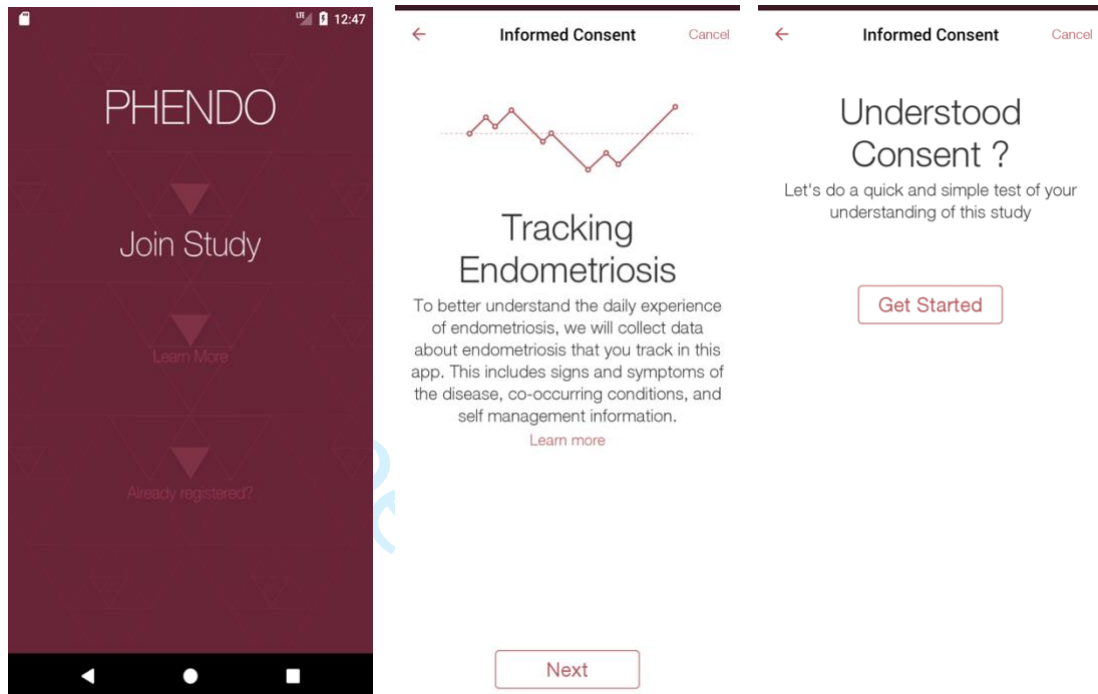 LTE 12:47
PHENDO
Join Study
Learn More
Already registered?
Informed Consent Cancel
Tracking
Endometriosis
To better understand the daily experience
of endometriosis, we will collect data
about endometriosis that you track in this
app. This includes signs and symptoms of
the disease, co-occurring conditions, and
self management information.
Learn more
Next
Informed Consent Cancel
Understood
Consent ?
Let's do a quick and simple test of your
understanding of this study
Get Started